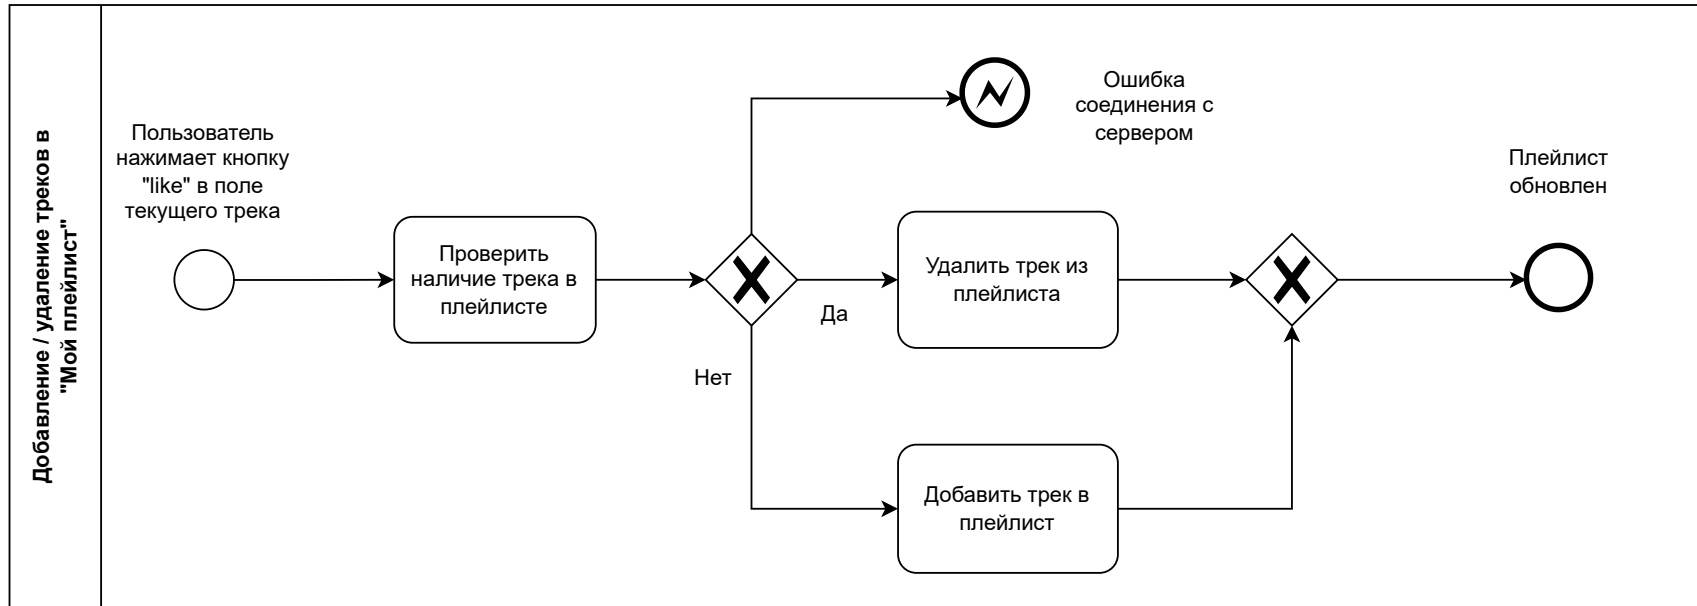 Добавление / удаление треков в
"Мой плейлист"
Пользователь
нажимает кнопку
"like" в поле
текущего трека
Проверить
наличие трека в
плейлисте
Ошибка
соединения с
сервером
Да
Нет
Удалить трек из
плейлиста
Добавить трек в
плейлист
Плейлист
обновлен